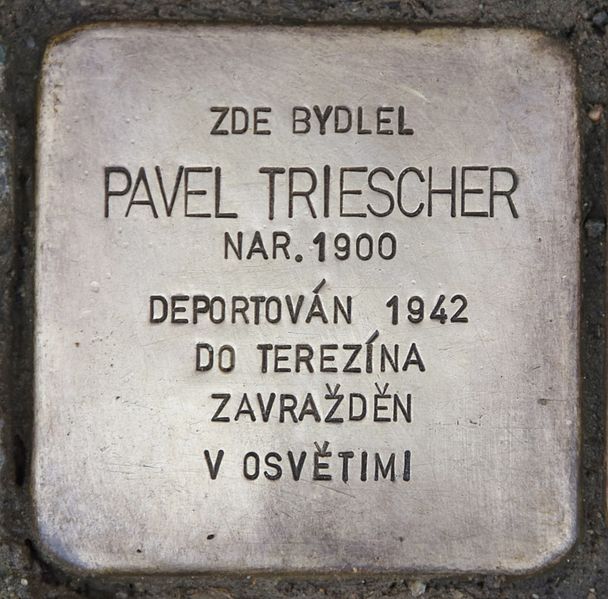 ZDE BYDLEL
PAVEL TRIESCHER
NAR. 1900
DEPORTOVÁN 1942
DO TEREZÍNA
ZAVRAŽDĚN
V OSVĚTIMI